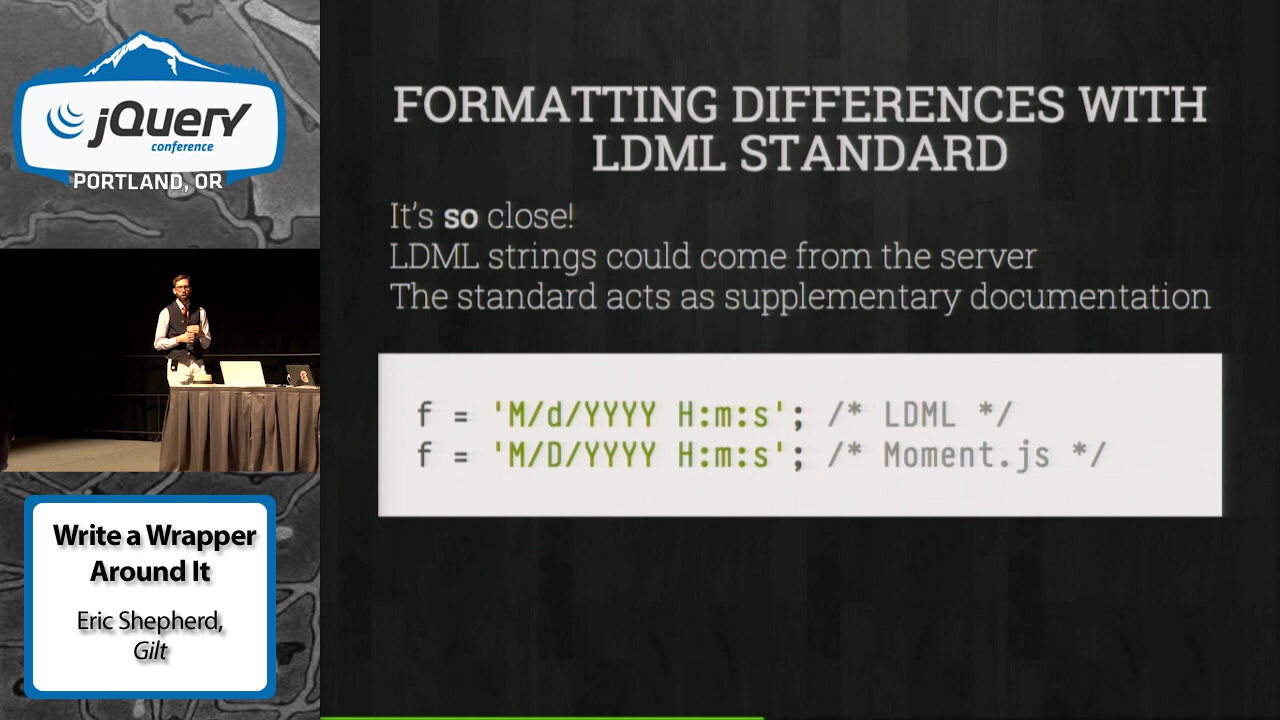 jQuery
conference
PORTLAND, OR
Write a Wrapper
Around It
Eric Shepherd,
Gilt
FORMATTING DIFFERENCES WITH
LDML STANDARD
It's so close!
LDML strings could come from the server
The standard acts as supplementary documentation
f = 'M/d/YYYY H:m:s'; /* LDML */
f = 'M/D/YYYY H:m:s'; /* Moment.js */